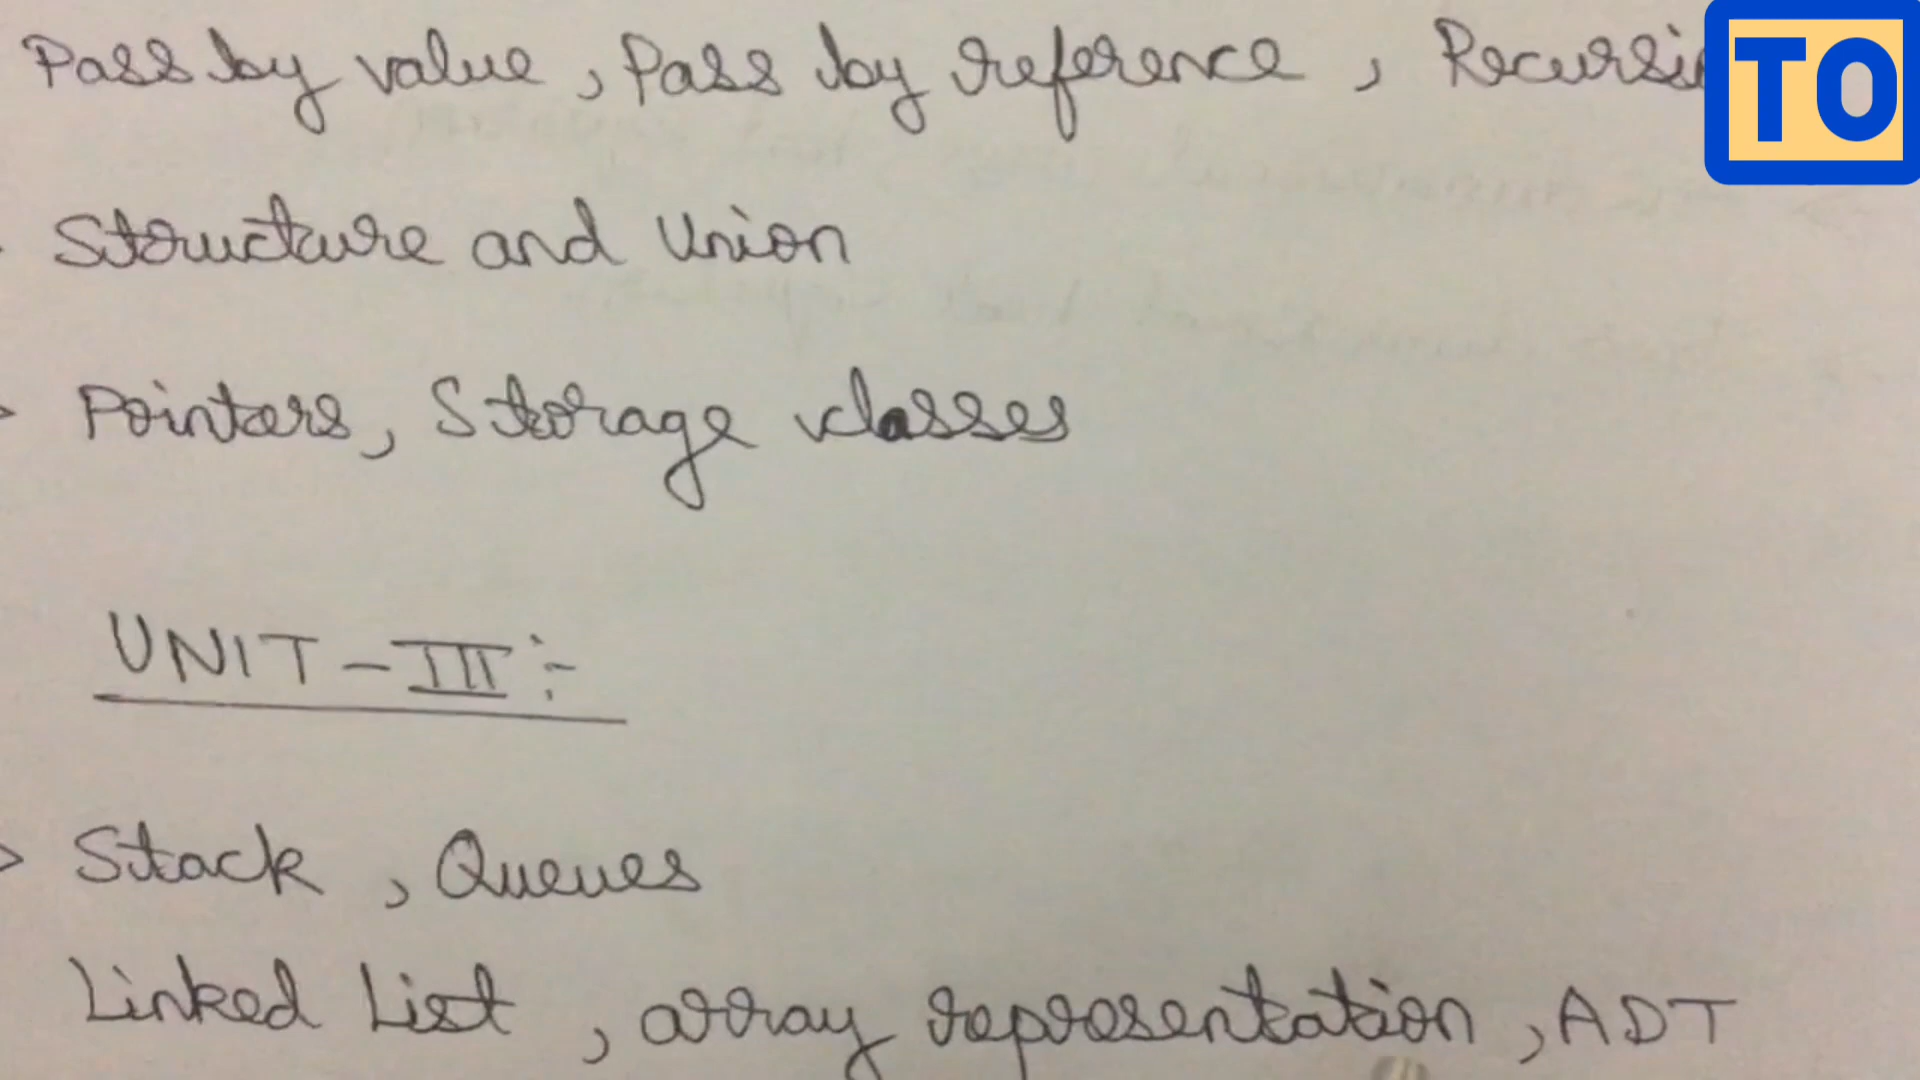 Pass by value, Pass by reference, Recursi
TO
Structure and Union
> Pointers, Storage classes
UNIT-III:-
> Stack, Queues
Linked List, array representation, ADT